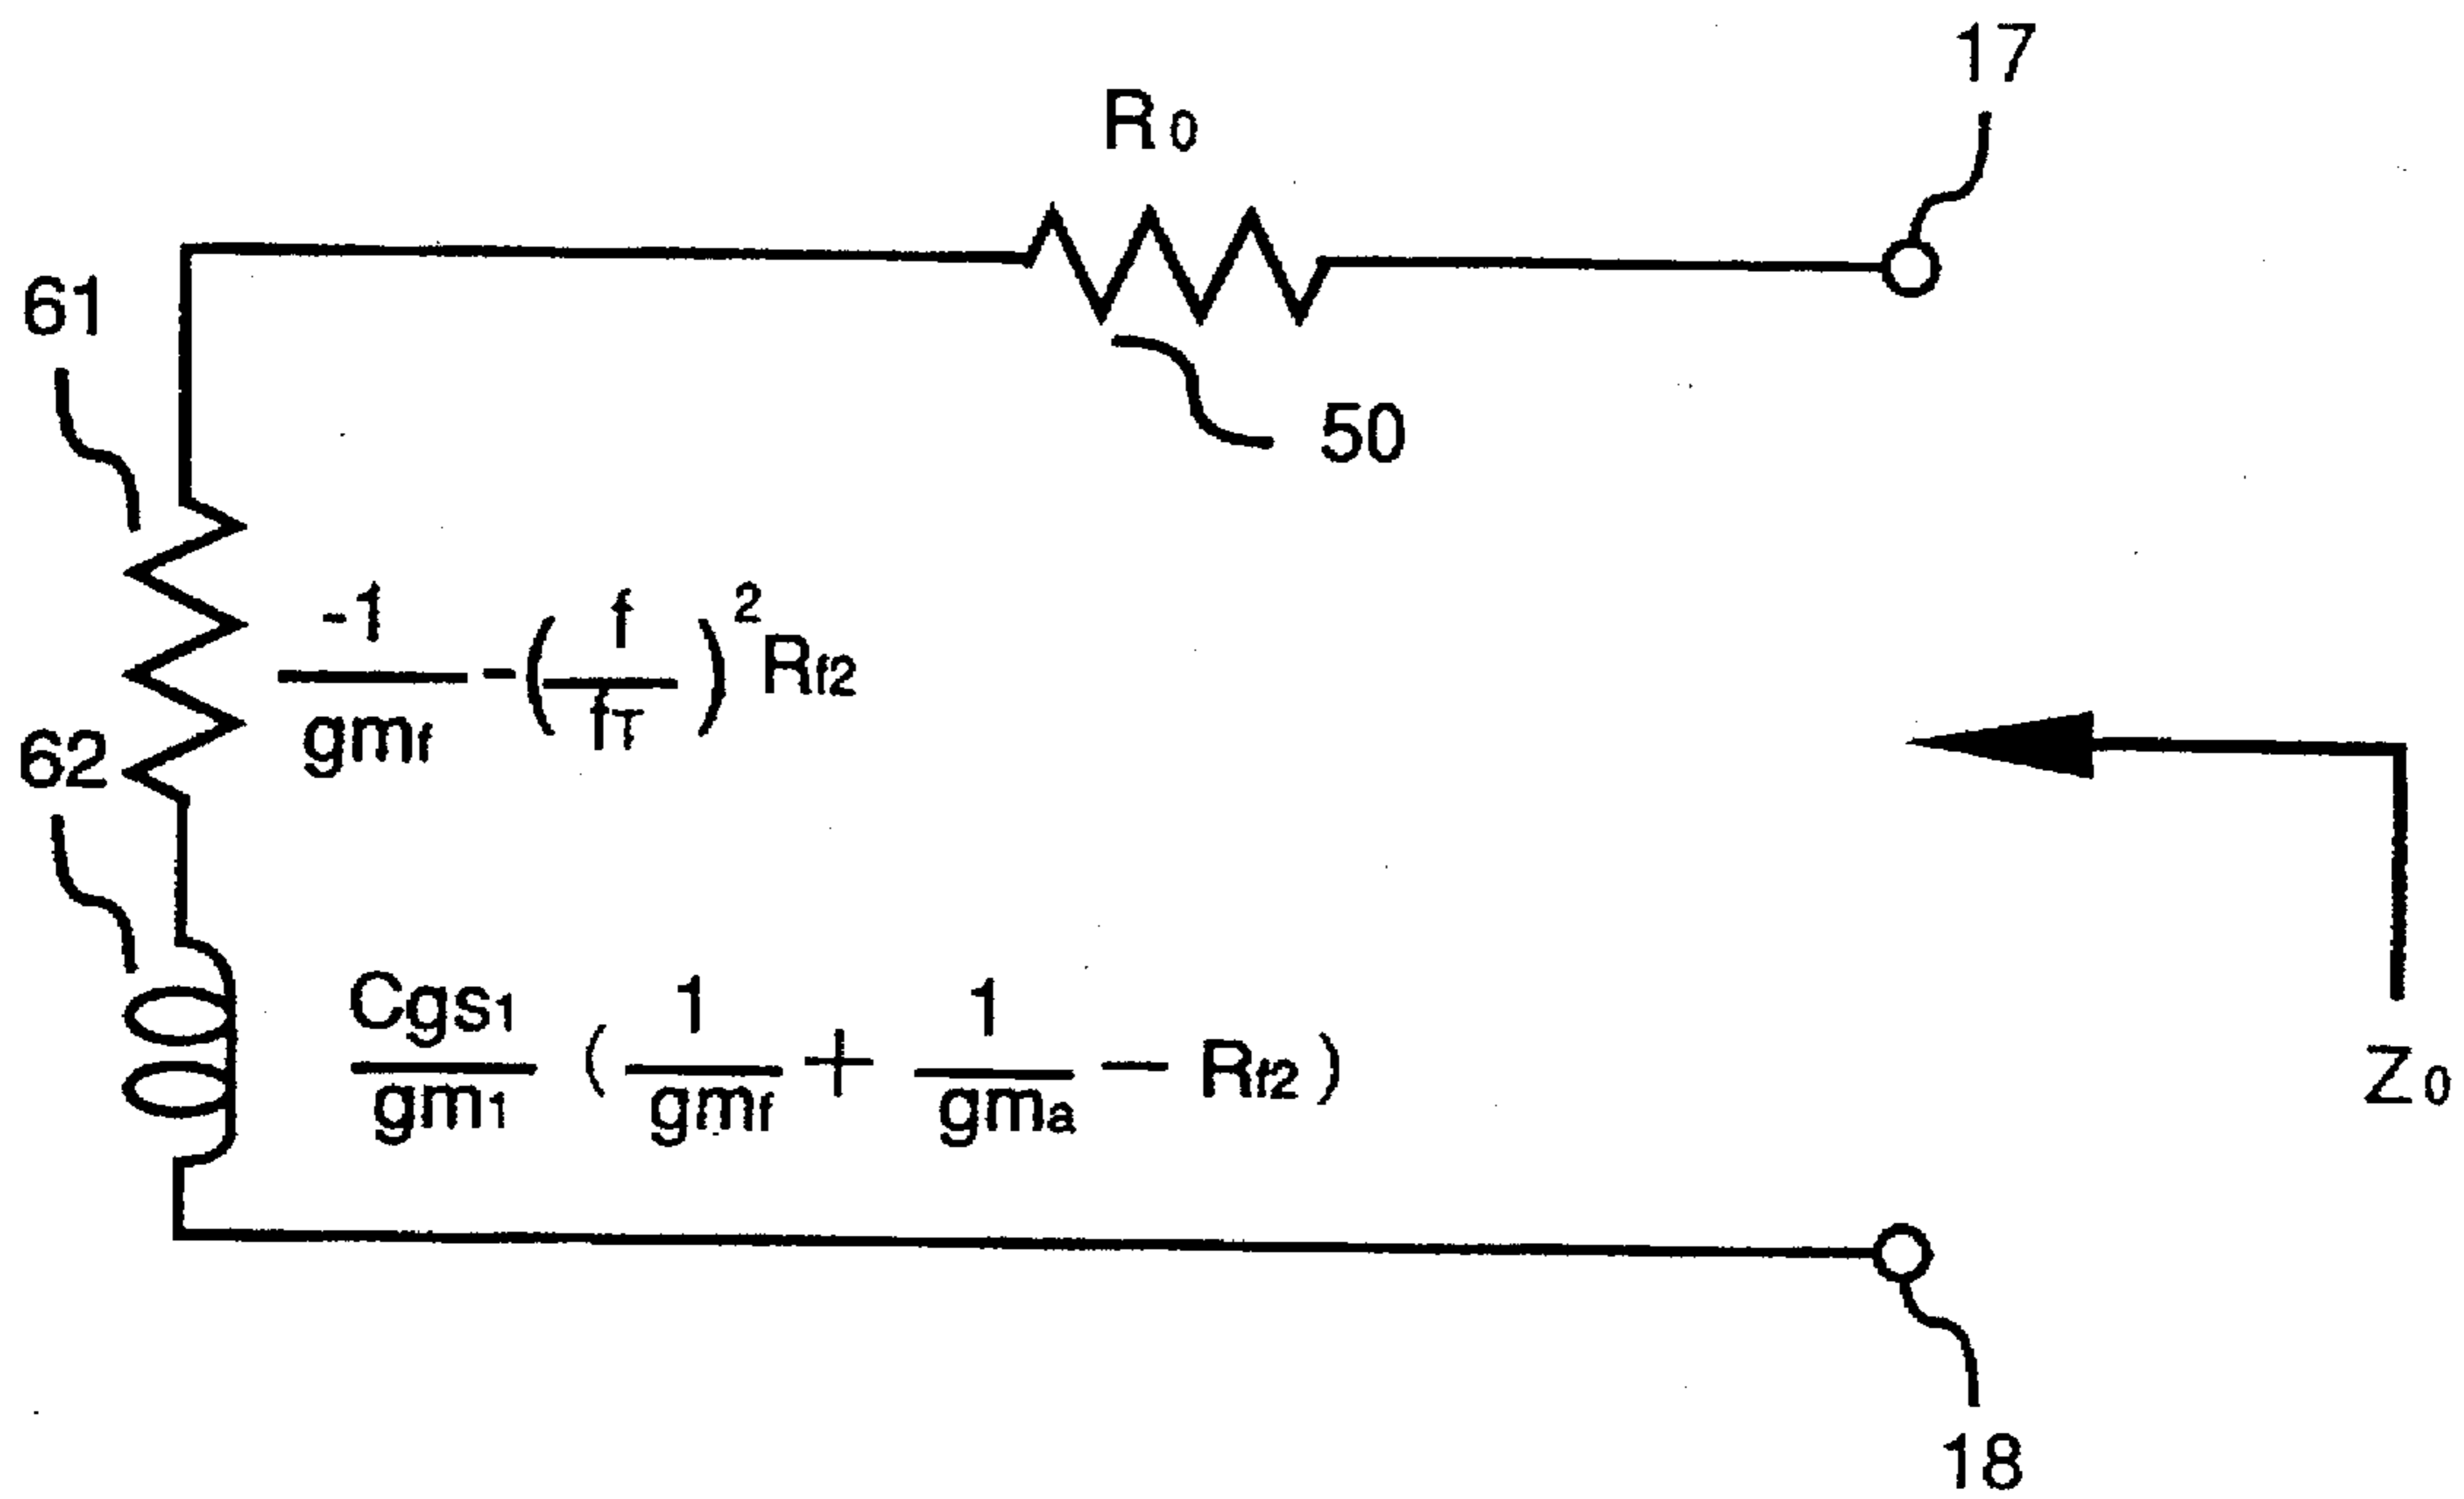 17
R0
61
50
-1/gmf -(f/fT)2 Rf2
62
Cgs1/gm1 (1/gmf + 1/gma — Rf2)
Z0
18